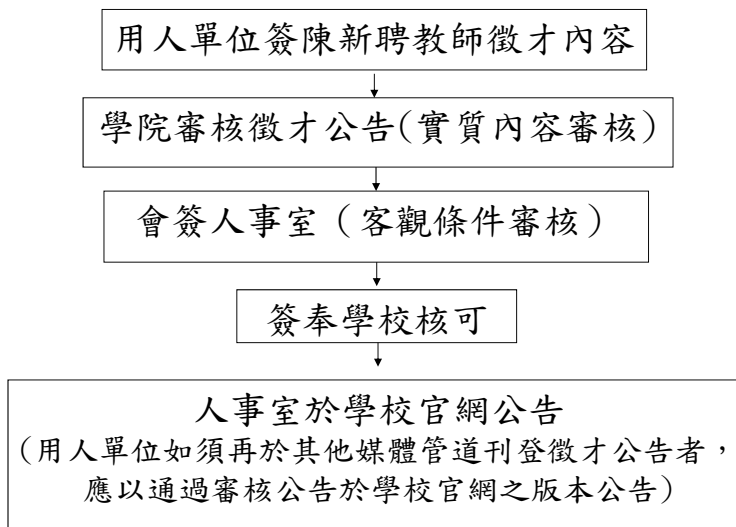 用人單位簽陳新聘教師徵才內容
學院審核徵才公告(實質內容審核)
會簽人事室（客觀條件審核）
簽奉學校核可
人事室於學校官網公告
(用人單位如須再於其他媒體管道刊登徵才公告者，
應以通過審核公告於學校官網之版本公告)